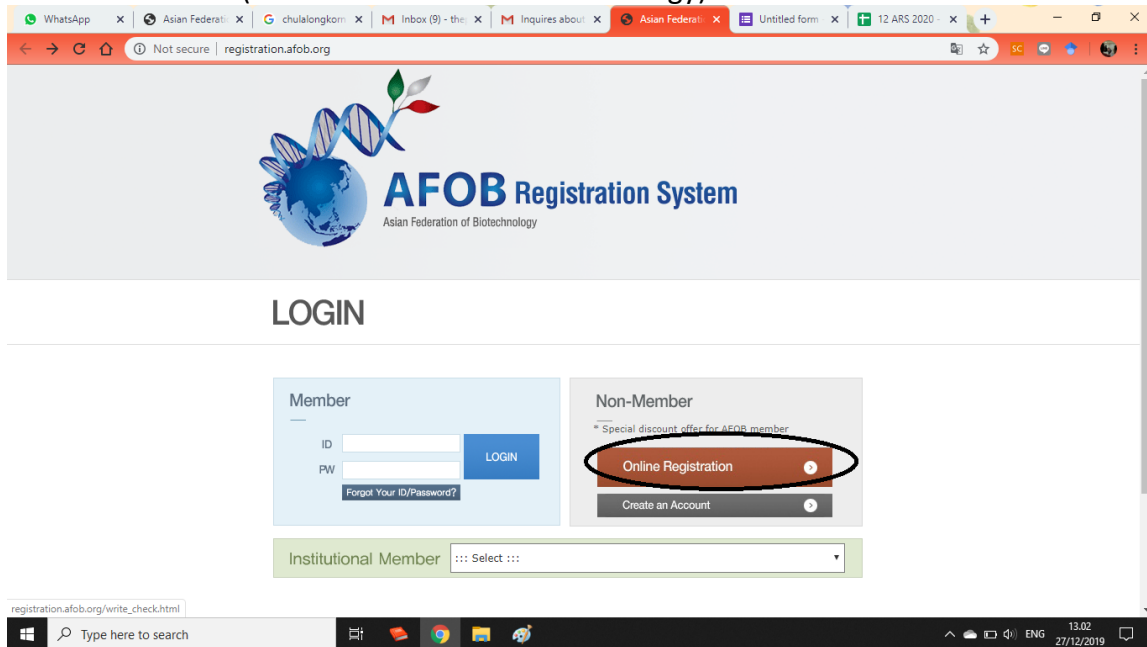 WhatsApp
Asian Federatio
chulalongkorn
Inbox (9) - the
Inquires about
Asian Federatio
Untitled form -
12 ARS 2020 -
Not secure | registration.afob.org
AFOB Registration System
Asian Federation of Biotechnology
LOGIN
Member
ID
PW
LOGIN
Forgot Your ID/Password?
Non-Member
* Special discount offer for AFOB member
Online Registration
Create an Account
Institutional Member
::: Select :::
registration.afob.org/write_check.html
Type here to search
ENG
13.02
27/12/2019